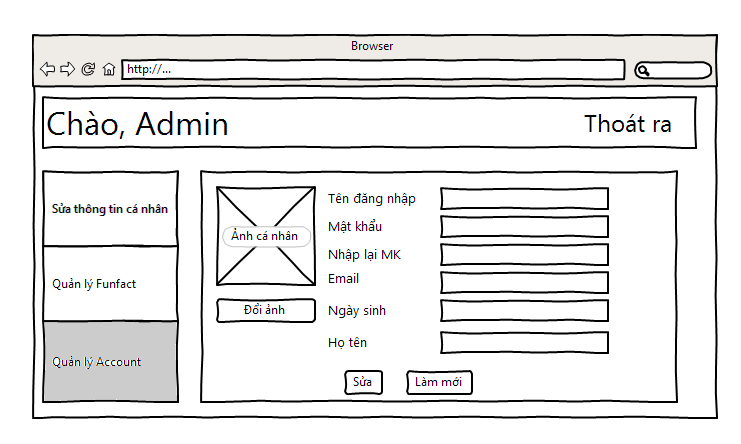 Browser
http://...
Chào, Admin
Thoát ra
Sửa thông tin cá nhân
Quản lý Funfact
Quản lý Account
Ảnh cá nhân
Đổi ảnh
Tên đăng nhập
Mật khẩu
Nhập lại MK
Email
Ngày sinh
Họ tên
Sửa
Làm mới